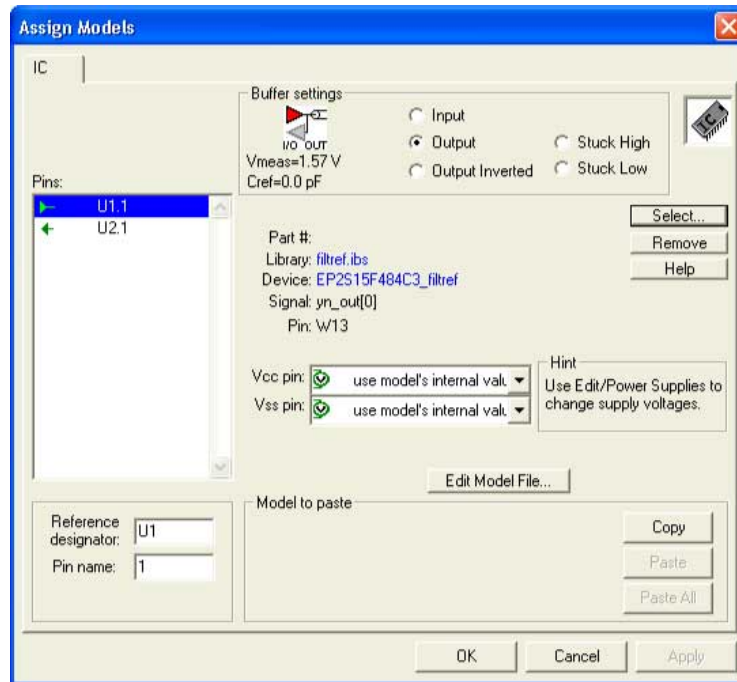 Assign Models
IC
Buffer settings
I/O OUT
Vmeas=1.57 V
Cref=0.0 pF
Input
Output
Output Inverted
Stuck High
Stuck Low
Pins:
U1.1
U2.1
Select...
Remove
Help
Part #:
Library: filtref.ibs
Device: EP2S15F484C3_filtref
Signal: yn_out[0]
Pin: W13
Vcc pin: use model's internal valu
Vss pin: use model's internal valu
Hint
Use Edit/Power Supplies to
change supply voltages.
Edit Model File...
Reference
designator: U1
Pin name: 1
Model to paste
Copy
Paste
Paste All
OK
Cancel
Apply